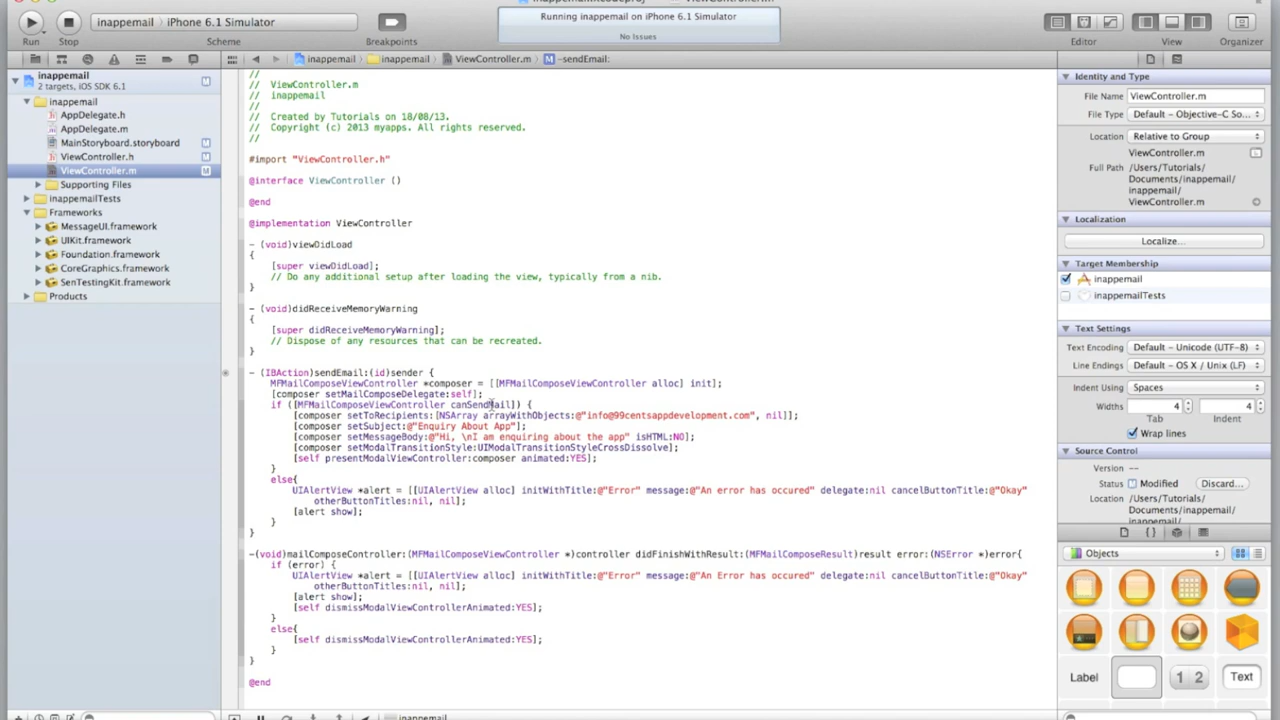 Running inappemail on iPhone 6.1 Simulator
No Issues
inappemail
iPhone 6.1 Simulator
Run
Stop
Scheme
Breakpoints
Editor
View
Organizer
inappemail
2 targets, iOS SDK 6.1
M
inappemail
AppDelegate.h
AppDelegate.m
MainStoryboard.storyboard M
ViewController.h M
ViewController.m M
Supporting Files
inappemailTests
Frameworks
MessageUI.framework
UIKit.framework
Foundation.framework
CoreGraphics.framework
SenTestingKit.framework
Products
inappemail
inappemail
ViewController.m
M -sendEmail:
//
// ViewController.m
// inappemail
//
// Created by Tutorials on 18/08/13.
// Copyright (c) 2013 myapps. All rights reserved.
//
#import "ViewController.h"
@interface ViewController ()
@end
@implementation ViewController
- (void)viewDidLoad
{
[super viewDidLoad];
// Do any additional setup after loading the view, typically from a nib.
}
- (void)didReceiveMemoryWarning
{
[super didReceiveMemoryWarning];
// Dispose of any resources that can be recreated.
}
- (IBAction)sendEmail:(id)sender {
MFMailComposeViewController *composer = [[MFMailComposeViewController alloc] init];
[composer setMailComposeDelegate:self];
if ([MFMailComposeViewController canSendMail]) {
[composer setToRecipients:[NSArray arrayWithObjects:@"info@99centsappdevelopment.com", nil]];
[composer setSubject:@"Enquiry About App"];
[composer setMessageBody:@"Hi, \nI am enquiring about the app" isHTML:NO];
[composer setModalTransitionStyle:UIModalTransitionStyleCrossDissolve];
[self presentModalViewController:composer animated:YES];
}
else{
UIAlertView *alert = [[UIAlertView alloc] initWithTitle:@"Error" message:@"An error has occured" delegate:nil cancelButtonTitle:@"Okay"
otherButtonTitles:nil, nil];
[alert show];
}
}
-(void)mailComposeController:(MFMailComposeViewController *)controller didFinishWithResult:(MFMailComposeResult)result error:(NSError *)error{
if (error) {
UIAlertView *alert = [[UIAlertView alloc] initWithTitle:@"Error" message:@"An Error has occured" delegate:nil cancelButtonTitle:@"Okay"
otherButtonTitles:nil, nil];
[alert show];
[self dismissModalViewControllerAnimated:YES];
}
else{
[self dismissModalViewControllerAnimated:YES];
}
}
@end
inappemail
Identity and Type
File Name ViewController.m
File Type Default - Objective-C So...
Location Relative to Group
ViewController.m
Full Path /Users/Tutorials/
Documents/inappemail/
inappemail/
ViewController.m
Localization
Localize...
Target Membership
inappemail
inappemailTests
Text Settings
Text Encoding Default - Unicode (UTF-8)
Line Endings Default - OS X / Unix (LF)
Indent Using Spaces
Widths 4 4
Tab Indent
Wrap lines
Source Control
Version --
Status M Modified Discard...
Location /Users/Tutorials/
Documents/inappemail/
Objects
Label
1 2
Text